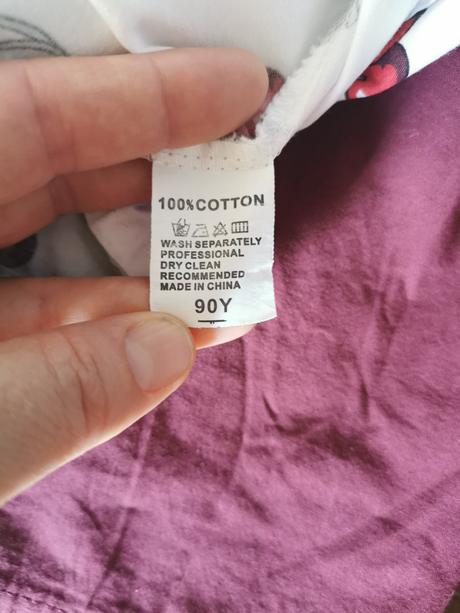 100%COTTON
WASH SEPARATELY
PROFESSIONAL
DRY CLEAN
RECOMMENDED
MADE IN CHINA
90Y